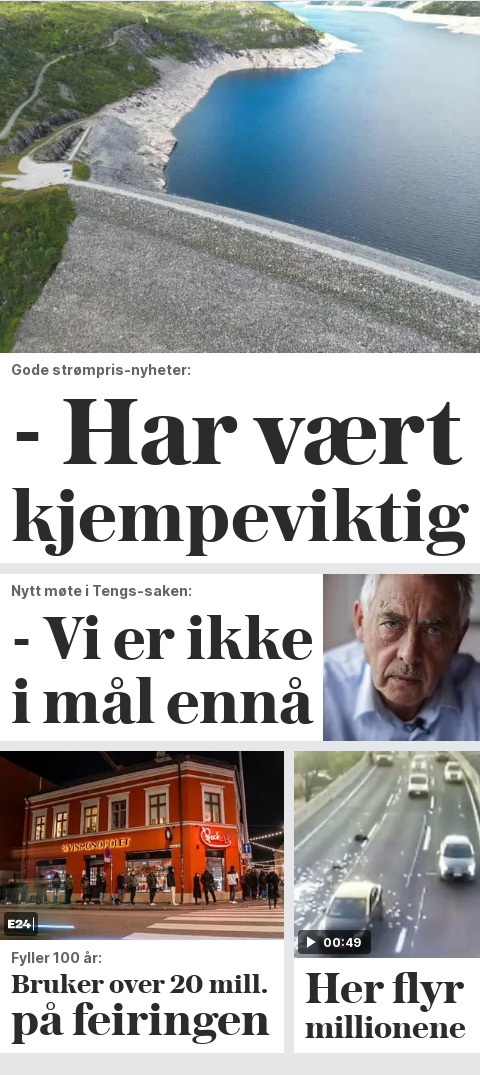 Gode strømpris-nyheter:
- Har vært
kjempeviktig
Nytt møte i Tengs-saken:
- Vi er ikke
i mål ennå
VINMONOPOLET
E24
Fyller 100 år:
Bruker over 20 mill.
på feiringen
00:49
Her flyr
millionene